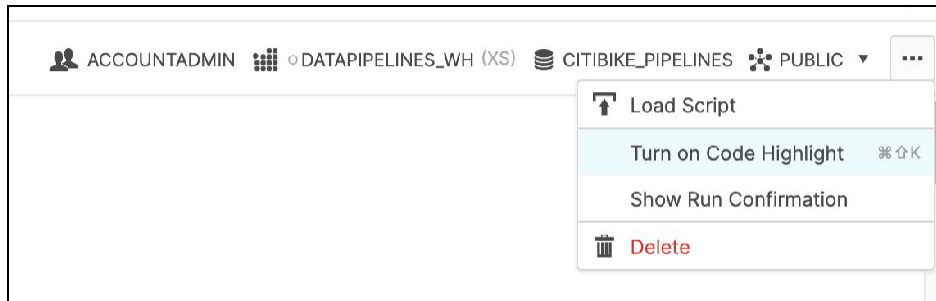 ACCOUNTADMIN DATAPIPELINES_WH (XS) CITIBIKE_PIPELINES PUBLIC ▼ ...
Load Script
Turn on Code Highlight ⌘⇧K
Show Run Confirmation
Delete